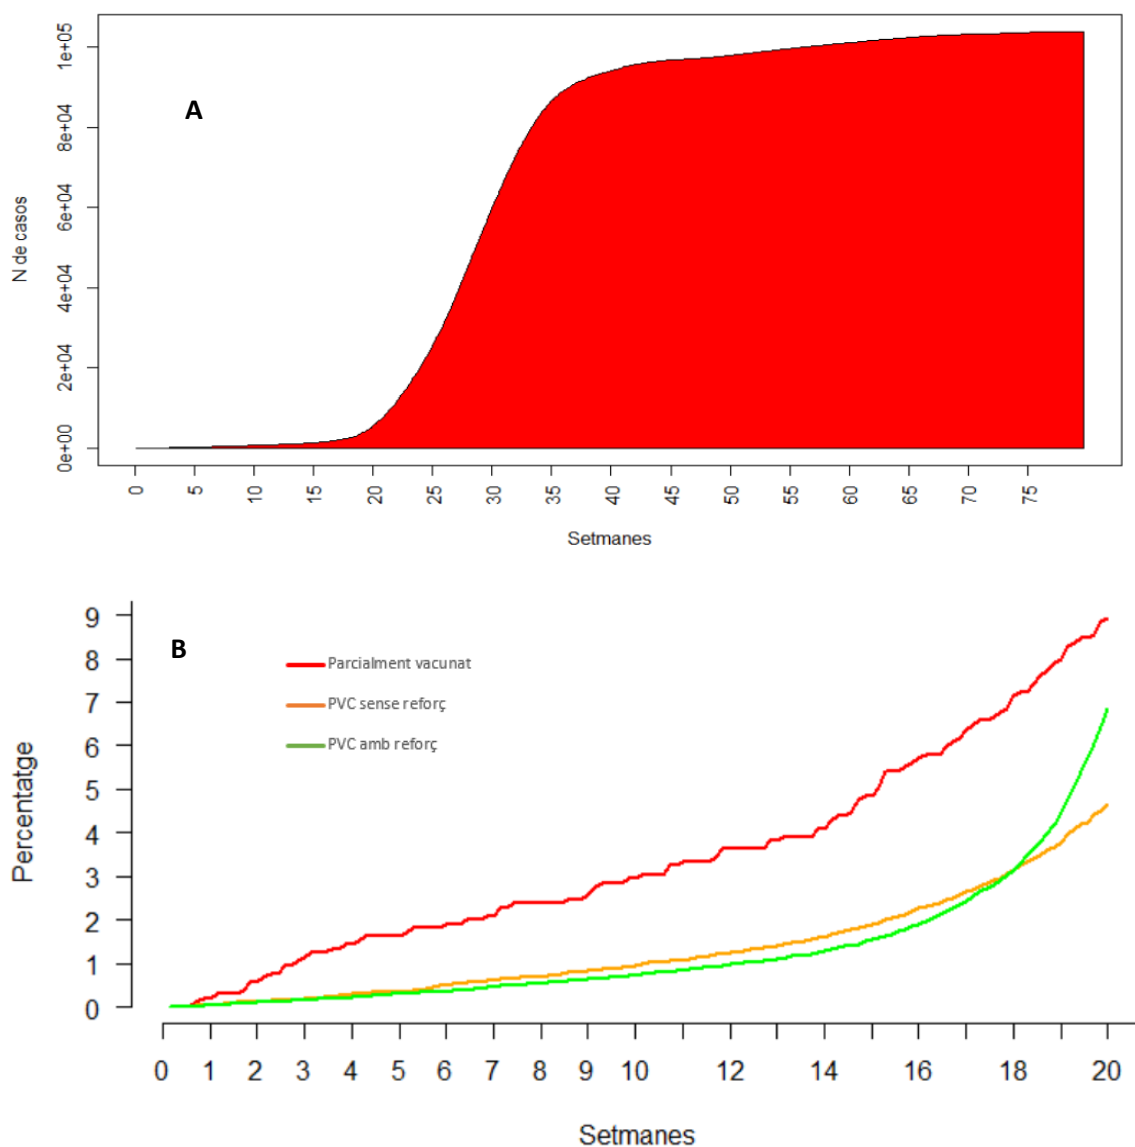 A
N de casos
1e+05
8e+04
6e+04
4e+04
2e+04
0e+00
0 5 10 15 20 25 30 35 40 45 50 55 60 65 70 75
Setmanes
B
Percentatge
9
8
7
6
5
4
3
2
1
0
Parcialment vacunat
PVC sense reforç
PVC amb reforç
0 1 2 3 4 5 6 7 8 9 10 12 14 16 18 20
Setmanes